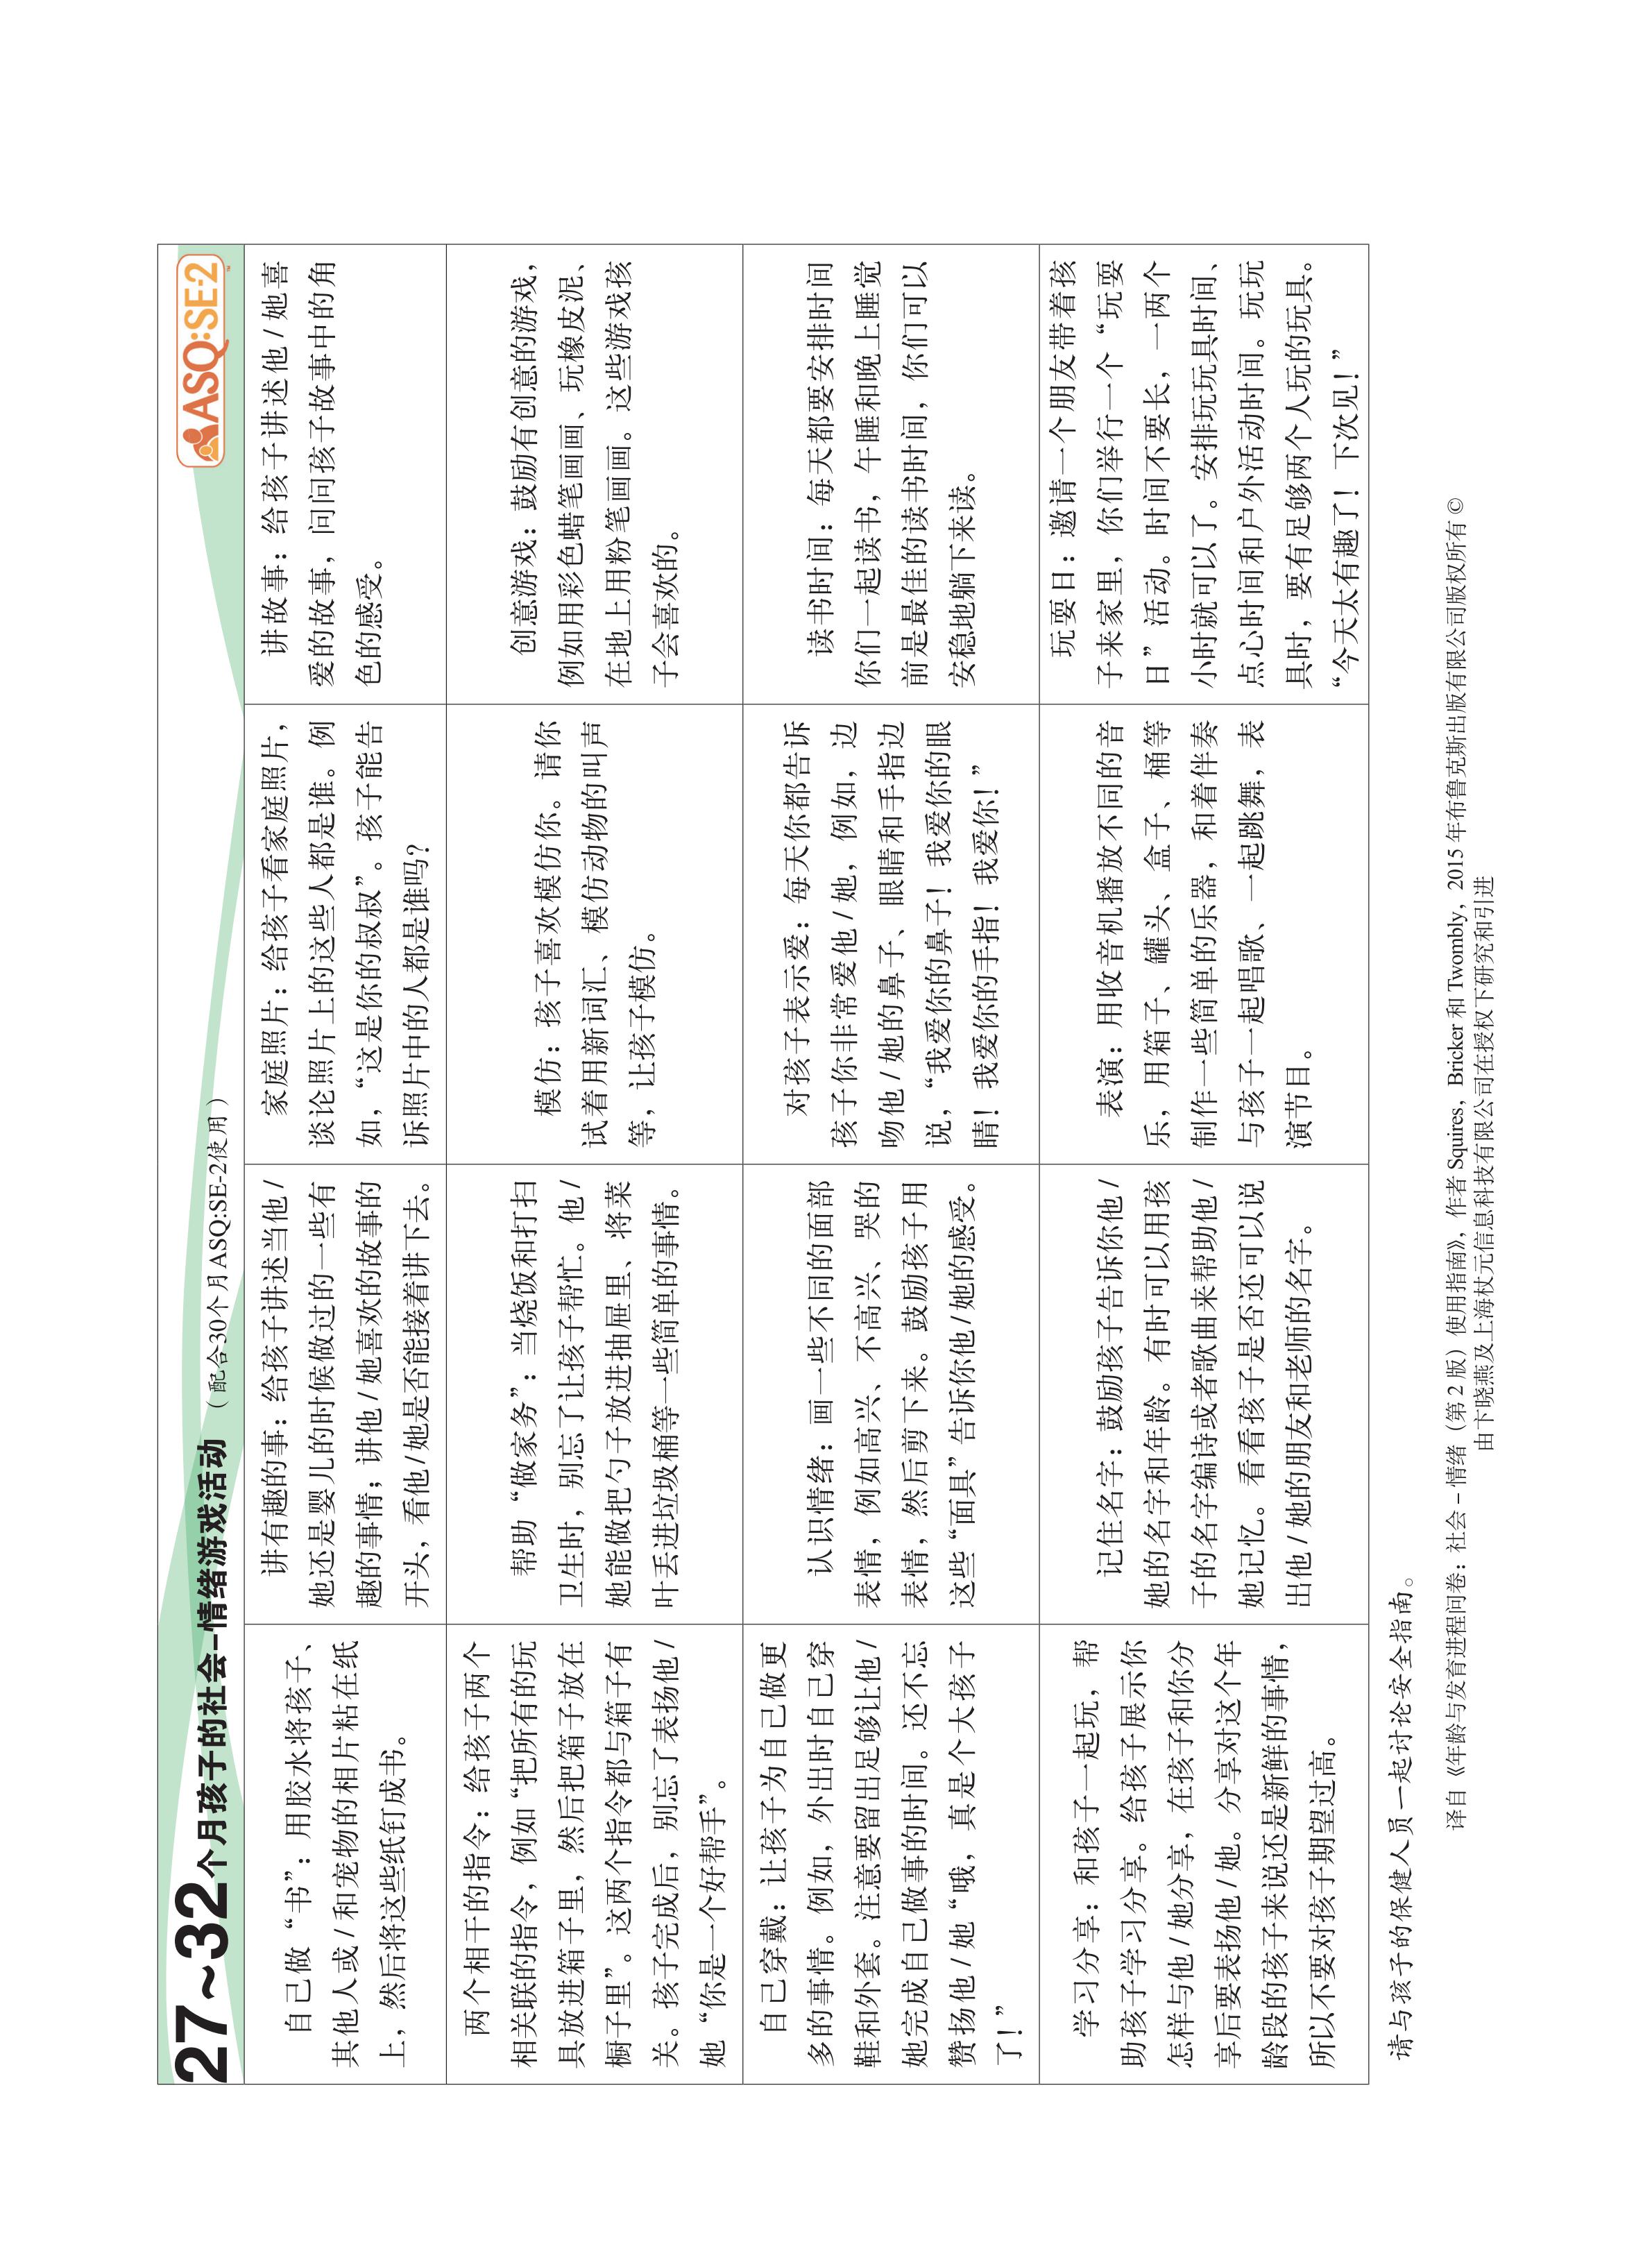 27~32个月孩子的社会–情绪游戏活动 （配合30个月ASQ:SE-2使用）
ASQ:SE-2™
自己做“书”：用胶水将孩子、
其他人或 / 和宠物的相片粘在纸
上，然后将这些纸钉成书。
讲有趣的事：给孩子讲述当他 /
她还是婴儿的时候做过的一些有
趣的事情；讲他 / 她喜欢的故事的
开头，看他 / 她是否能接着讲下去。
家庭照片：给孩子看家庭照片，
谈论照片上的这些人都是谁。例
如，“这是你的叔叔”。孩子能告
诉照片中的人都是谁吗？
讲故事：给孩子讲述他 / 她喜
爱的故事，问问孩子故事中的角
色的感受。
两个相干的指令：给孩子两个
相关联的指令，例如“把所有的玩
具放进箱子里，然后把箱子放在
橱子里”。这两个指令都与箱子有
关。孩子完成后，别忘了表扬他 /
她“你是一个好帮手”。
帮助“做家务”：当烧饭和打扫
卫生时，别忘了让孩子帮忙。他 /
她能做把勺子放进抽屉里、将菜
叶丢进垃圾桶等一些简单的事情。
模仿：孩子喜欢模仿你。请你
试着用新词汇、模仿动物的叫声
等，让孩子模仿。
创意游戏：鼓励有创意的游戏，
例如用彩色蜡笔画画、玩橡皮泥、
在地上用粉笔画画。这些游戏孩
子会喜欢的。
自己穿戴：让孩子为自己做更
多的事情。例如，外出时自己穿
鞋和外套。注意要留出足够让他 /
她完成自己做事的时间。还不忘
赞扬他 / 她“哦，真是个大孩子
了！”
认识情绪：画一些不同的面部
表情，例如高兴、不高兴、哭的
表情，然后剪下来。鼓励孩子用
这些“面具”告诉你他 / 她的感受。
对孩子表示爱：每天你都告诉
孩子你非常爱他 / 她，例如，边
吻他 / 她的鼻子、眼睛和手指边
说，“我爱你的鼻子！我爱你的眼
睛！我爱你的手指！我爱你！”
读书时间：每天都要安排时间
你们一起读书，午睡和晚上睡觉
前是最佳的读书时间，你们可以
安稳地躺下来读。
学习分享：和孩子一起玩，帮
助孩子学习分享。给孩子展示你
怎样与他 / 她分享，在孩子和你分
享后要表扬他 / 她。分享对这个年
龄段的孩子来说还是新鲜的事情，
所以不要对孩子期望过高。
记住名字：鼓励孩子告诉你他 /
她的名字和年龄。有时可以用孩
子的名字编诗或者歌曲来帮助他 /
她记忆。看看孩子是否还可以说
出他 / 她的朋友和老师的名字。
表演：用收音机播放不同的音
乐，用箱子、罐头、盒子、桶等
制作一些简单的乐器，和着伴奏
与孩子一起唱歌、一起跳舞，表
演节目。
玩耍日：邀请一个朋友带着孩
子来家里，你们举行一个“玩耍
日”活动。时间不要长，一两个
小时就可以了。安排玩玩具时间、
点心时间和户外活动时间。玩玩
具时，要有足够两个人玩的玩具。
“今天太有趣了！下次见！”
请与孩子的保健人员一起讨论安全指南。
译自《年龄与发育进程问卷：社会 – 情绪（第 2 版）使用指南》，作者 Squires，Bricker 和 Twombly，2015 年布鲁克斯出版有限公司版权所有 ©
由卞晓燕及上海杖元信息科技有限公司在授权下研究和引进